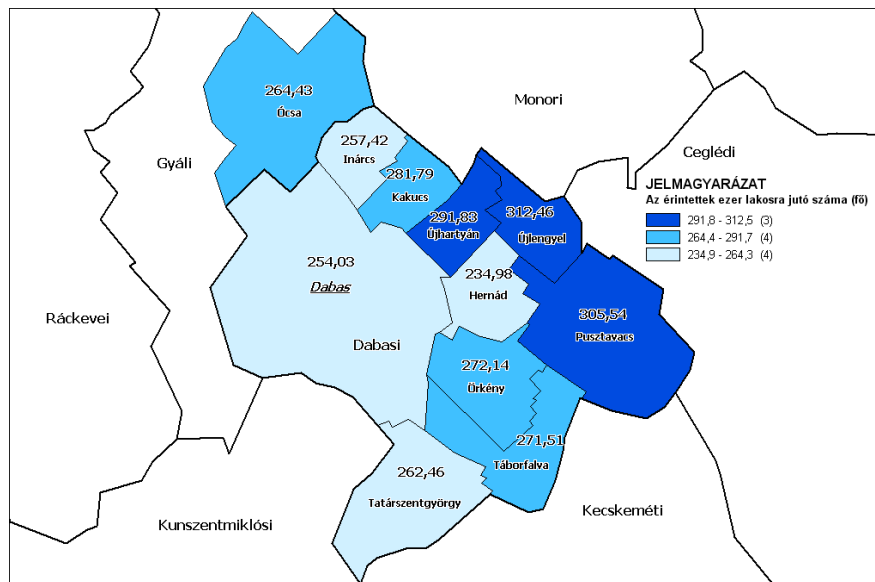 264,43
Ócsa
Monori
257,42
Inárcs
Ceglédi
Gyáli
281,79
Kakucs
JELMAGYARÁZAT
Az érintettek ezer lakosra jutó száma (fő)
291,8 - 312,5 (3)
264,4 - 291,7 (4)
234,9 - 264,3 (4)
291,83
Újhartyán
312,46
Újlengyel
254,03
Dabas
234,98
Hernád
305,54
Pusztavacs
Ráckevei
Dabasi
272,14
Örkény
271,51
Táborfalva
262,46
Tatárszentgyörgy
Kunszentmiklósi
Kecskeméti